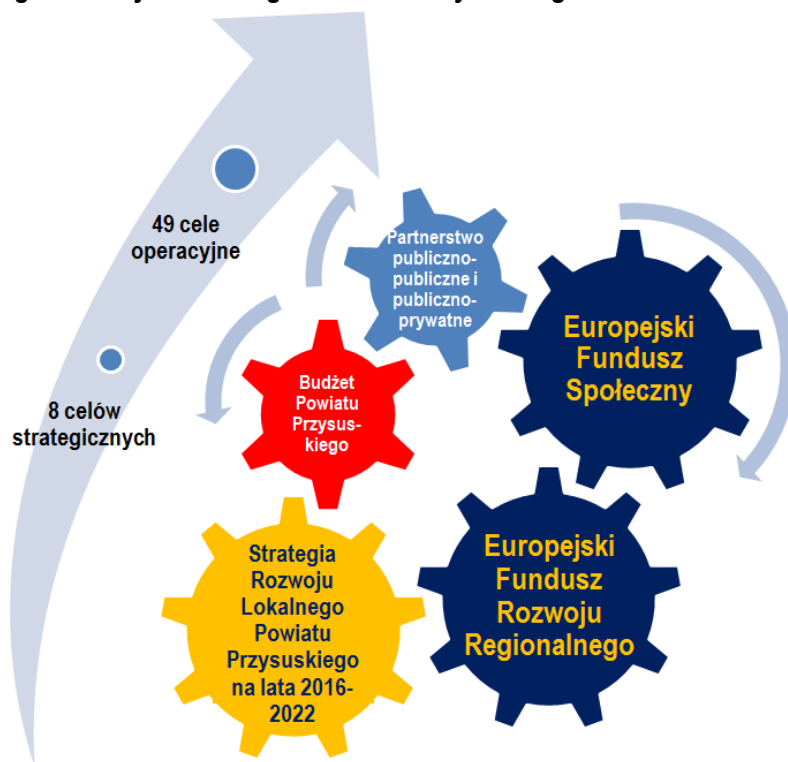 49 cele
operacyjne
8 celów
strategicznych
Partnerstwo
publiczno-
publiczne i
publiczno-
prywatne
Europejski
Fundusz
Społeczny
Budżet
Powiatu
Przysus-
kiego
Strategia
Rozwoju
Lokalnego
Powiatu
Przysuskiego
na lata 2016-
2022
Europejski
Fundusz
Rozwoju
Regionalnego